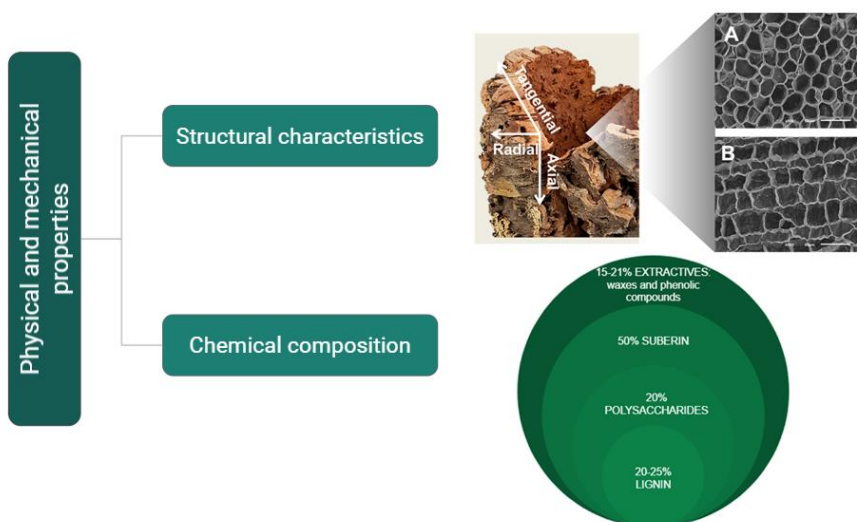 Physical and mechanical
properties
Structural characteristics
Chemical composition
Tangential
Radial
Axial
A
B
15-21% EXTRACTIVES:
waxes and phenolic
compounds
50% SUBERIN
20%
POLYSACCHARIDES
20-25%
LIGNIN